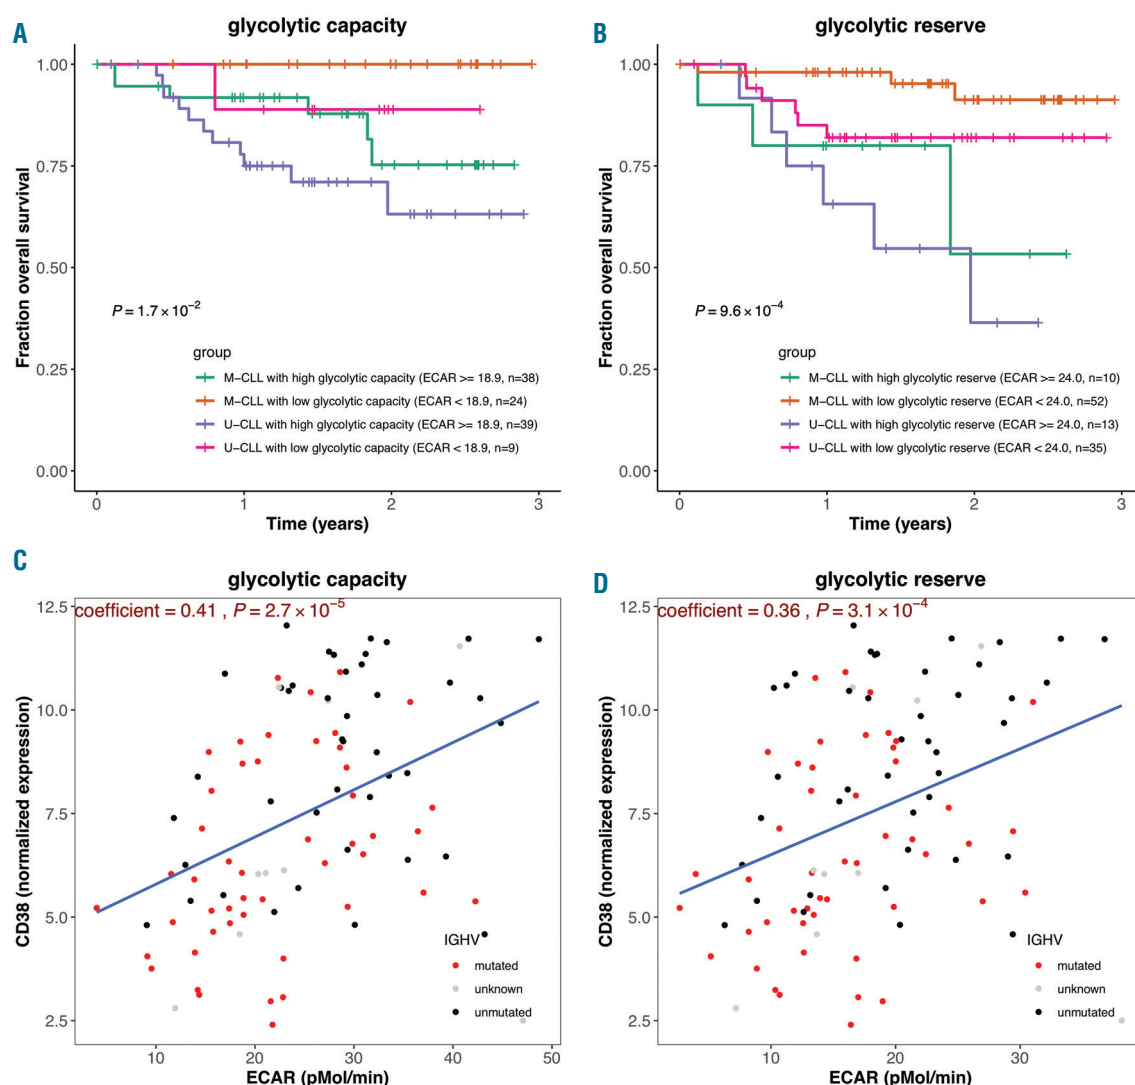 A
glycolytic capacity
1.00
0.75
0.50
0.25
0.00
Fraction overall survival
P = 1.7 × 10⁻²
group
M−CLL with high glycolytic capacity (ECAR >= 18.9, n=38)
M−CLL with low glycolytic capacity (ECAR < 18.9, n=24)
U−CLL with high glycolytic capacity (ECAR >= 18.9, n=39)
U−CLL with low glycolytic capacity (ECAR < 18.9, n=9)
0 1 2 3
Time (years)
B
glycolytic reserve
1.00
0.75
0.50
0.25
0.00
Fraction overall survival
P = 9.6 × 10⁻⁴
group
M−CLL with high glycolytic reserve (ECAR >= 24.0, n=10)
M−CLL with low glycolytic reserve (ECAR < 24.0, n=52)
U−CLL with high glycolytic reserve (ECAR >= 24.0, n=13)
U−CLL with low glycolytic reserve (ECAR < 24.0, n=35)
0 1 2 3
Time (years)
C
glycolytic capacity
coefficient = 0.41 , P = 2.7 × 10⁻⁵
12.5
10.0
7.5
5.0
2.5
CD38 (normalized expression)
IGHV
mutated
unknown
unmutated
10 20 30 40 50
ECAR (pMol/min)
D
glycolytic reserve
coefficient = 0.36 , P = 3.1 × 10⁻⁴
12.5
10.0
7.5
5.0
2.5
CD38 (normalized expression)
IGHV
mutated
unknown
unmutated
10 20 30
ECAR (pMol/min)